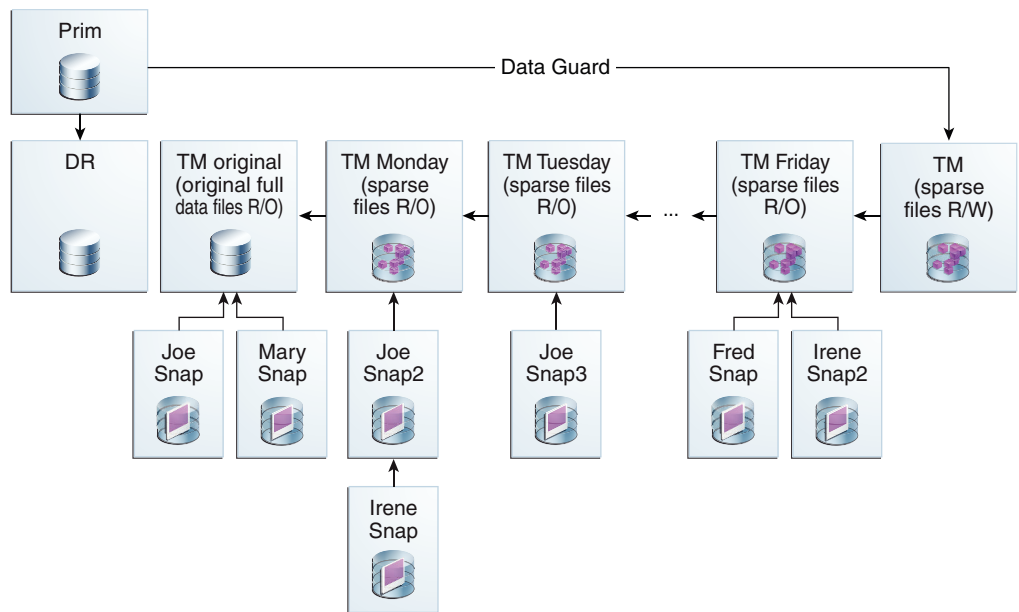 Prim
Data Guard
DR
TM original
(original full
data files R/O)
TM Monday
(sparse
files R/O)
TM Tuesday
(sparse files
R/O)
...
TM Friday
(sparse files
R/O)
TM
(sparse
files R/W)
Joe
Snap
Mary
Snap
Joe
Snap2
Joe
Snap3
Fred
Snap
Irene
Snap2
Irene
Snap